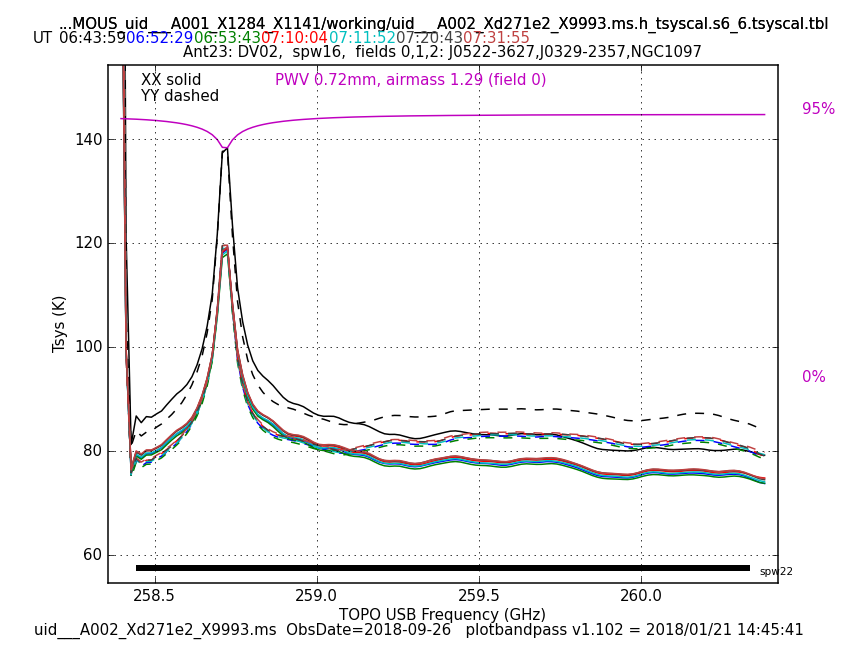 ...MOUS_uid___A001_X1284_X1141/working/uid___A002_Xd271e2_X9993.ms.h_tsyscal.s6_6.tsyscal.tbl
UT 06:43:59 06:52:29 06:53:43 07:10:04 07:11:52 07:20:43 07:31:55
Ant23: DV02, spw16, fields 0,1,2: J0522-3627,J0329-2357,NGC1097
XX solid
PWV 0.72mm, airmass 1.29 (field 0)
YY dashed
95%
140
120
100
0%
80
60
Tsys (K)
spw22
258.5 259.0 259.5 260.0
TOPO USB Frequency (GHz)
uid___A002_Xd271e2_X9993.ms ObsDate=2018-09-26 plotbandpass v1.102 = 2018/01/21 14:45:41